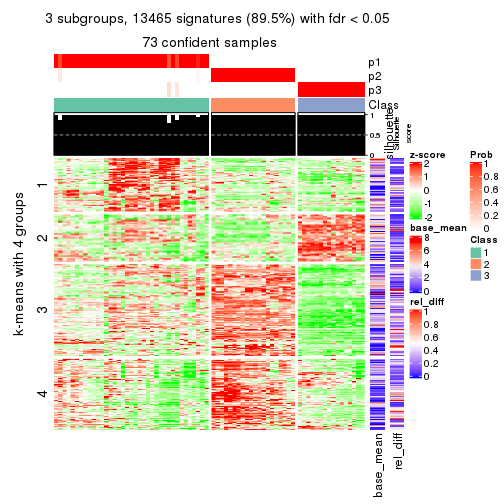 3 subgroups, 13465 signatures (89.5%) with fdr < 0.05
73 confident samples
p1
p2
p3
Class
1
0.5
0
silhouette
Silhouette
score
k-means with 4 groups
1
2
3
4
base_mean
rel_diff
z-score
2
1
0
-1
-2
base_mean
8
6
4
2
0
rel_diff
1
0.8
0.6
0.4
0.2
0
Prob
1
0.8
0.6
0.4
0.2
0
Class
1
2
3